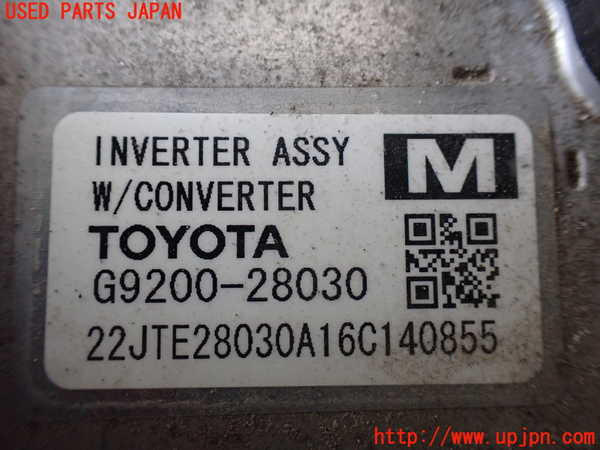 USED PARTS JAPAN
INVERTER ASSY
M
W/CONVERTER
TOYOTA
G9200-28030
22JTE28030A16C140855
http://www.upjpn.com/